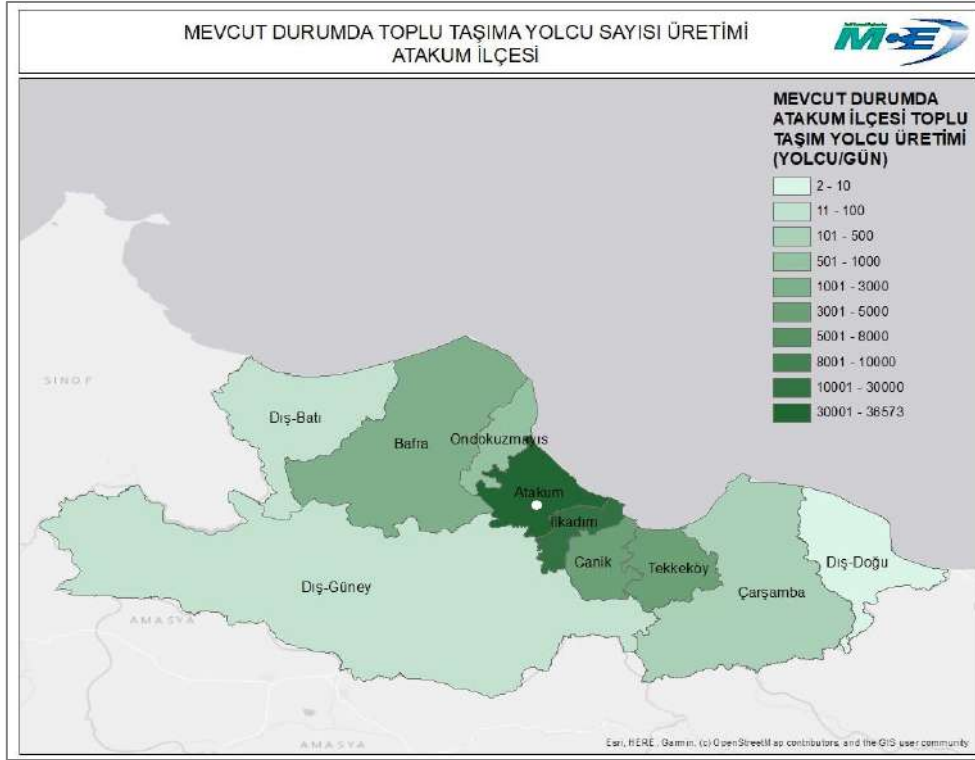 MEVCUT DURUMDA TOPLU TAŞIMA YOLCU SAYISI ÜRETİMİ
ATAKUM İLÇESİ
MEVCUT DURUMDA
ATAKUM İLÇESİ TOPLU
TAŞIM YOLCU ÜRETİMİ
(YOLCU/GÜN)
2 - 10
11 - 100
101 - 500
501 - 1000
1001 - 3000
3001 - 5000
5001 - 8000
8001 - 10000
10001 - 30000
30001 - 36573
SINOP
Dış-Batı
Bafra
Ondokuzmayıs
Atakum
İlkadım
Canik
Tekkeköy
Çarşamba
Dış-Doğu
Dış-Güney
AMASYA
AMASYA
Esri, HERE, Garmin, (c) OpenStreetMap contributors, and the GIS user community